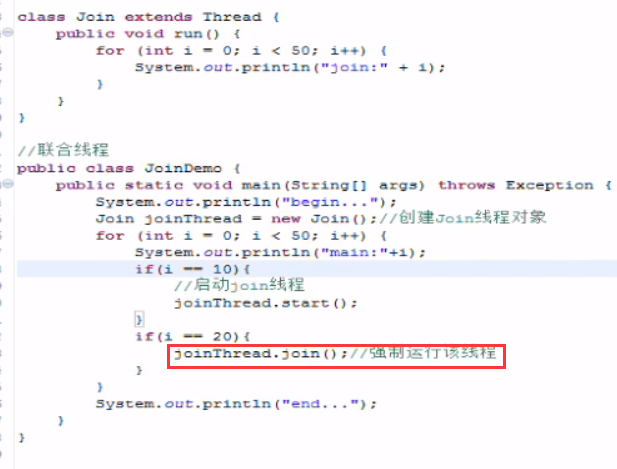 class Join extends Thread {
public void run() {
for (int i = 0; i < 50; i++) {
System.out.println("join:" + i);
}
}
}
//联合线程
public class JoinDemo {
public static void main(String[] args) throws Exception {
System.out.println("begin...");
Join joinThread = new Join();//创建Join线程对象
for (int i = 0; i < 50; i++) {
System.out.println("main:"+i);
if(i == 10){
//启动join线程
joinThread.start();
}
if(i == 20){
joinThread.join();//强制运行该线程
}
}
System.out.println("end...");
}
}